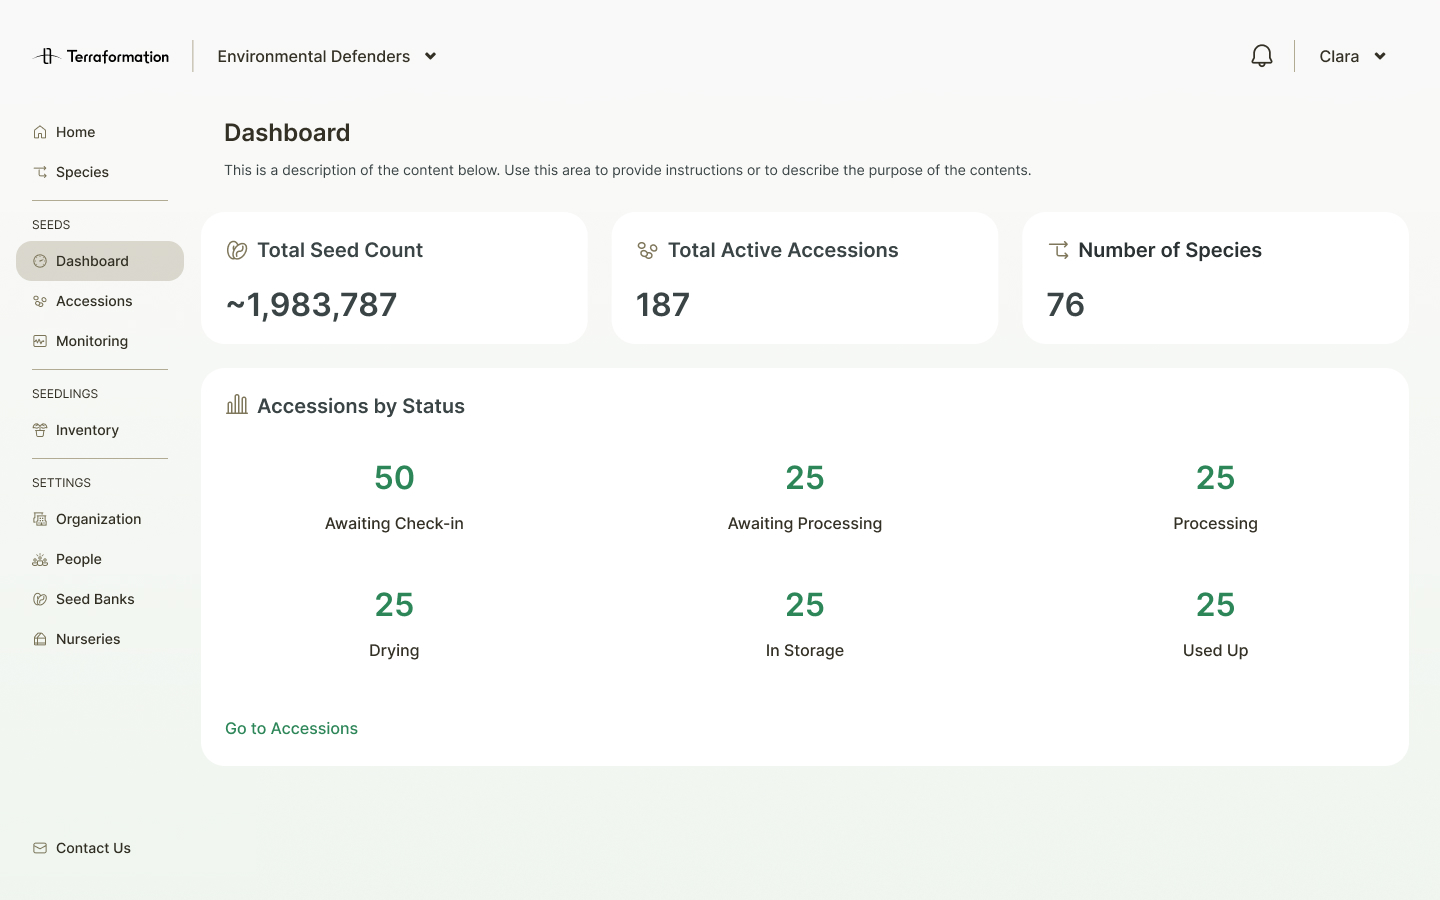 Terraformation
Environmental Defenders
Clara
Home
Species
SEEDS
Dashboard
Accessions
Monitoring
SEEDLINGS
Inventory
SETTINGS
Organization
People
Seed Banks
Nurseries
Contact Us
Dashboard
This is a description of the content below. Use this area to provide instructions or to describe the purpose of the contents.
Total Seed Count
~1,983,787
Total Active Accessions
187
Number of Species
76
Accessions by Status
50
Awaiting Check-in
25
Awaiting Processing
25
Processing
25
Drying
25
In Storage
25
Used Up
Go to Accessions